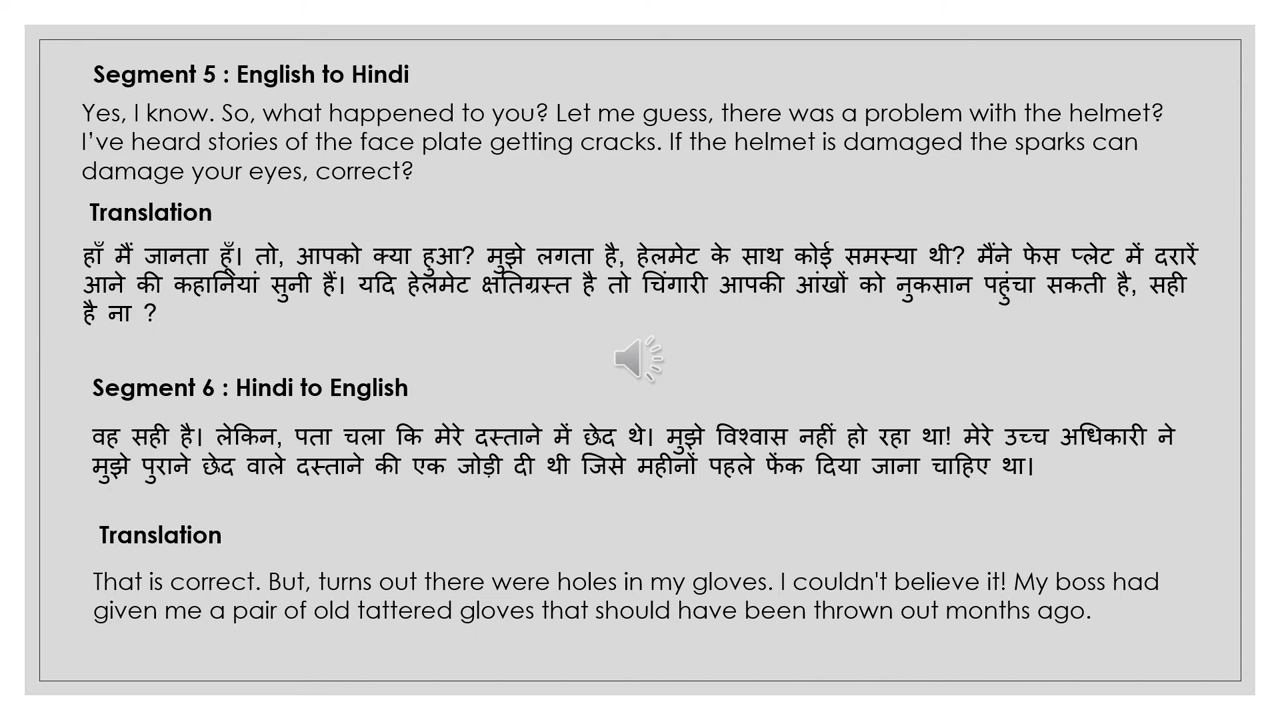 Segment 5 : English to Hindi
Yes, I know. So, what happened to you? Let me guess, there was a problem with the helmet?
I’ve heard stories of the face plate getting cracks. If the helmet is damaged the sparks can
damage your eyes, correct?
Translation
हाँ मैं जानता हूँ। तो, आपको क्या हुआ? मुझे लगता है, हेलमेट के साथ कोई समस्या थी? मैंने फेस प्लेट में दरारें
आने की कहानियां सुनी हैं। यदि हेलमेट क्षतिग्रस्त है तो चिंगारी आपकी आंखों को नुकसान पहुंचा सकती है, सही
है ना ?
Segment 6 : Hindi to English
वह सही है। लेकिन, पता चला कि मेरे दस्ताने में छेद थे। मुझे विश्वास नहीं हो रहा था! मेरे उच्च अधिकारी ने
मुझे पुराने छेद वाले दस्ताने की एक जोड़ी दी थी जिसे महीनों पहले फेंक दिया जाना चाहिए था।
Translation
That is correct. But, turns out there were holes in my gloves. I couldn't believe it! My boss had
given me a pair of old tattered gloves that should have been thrown out months ago.